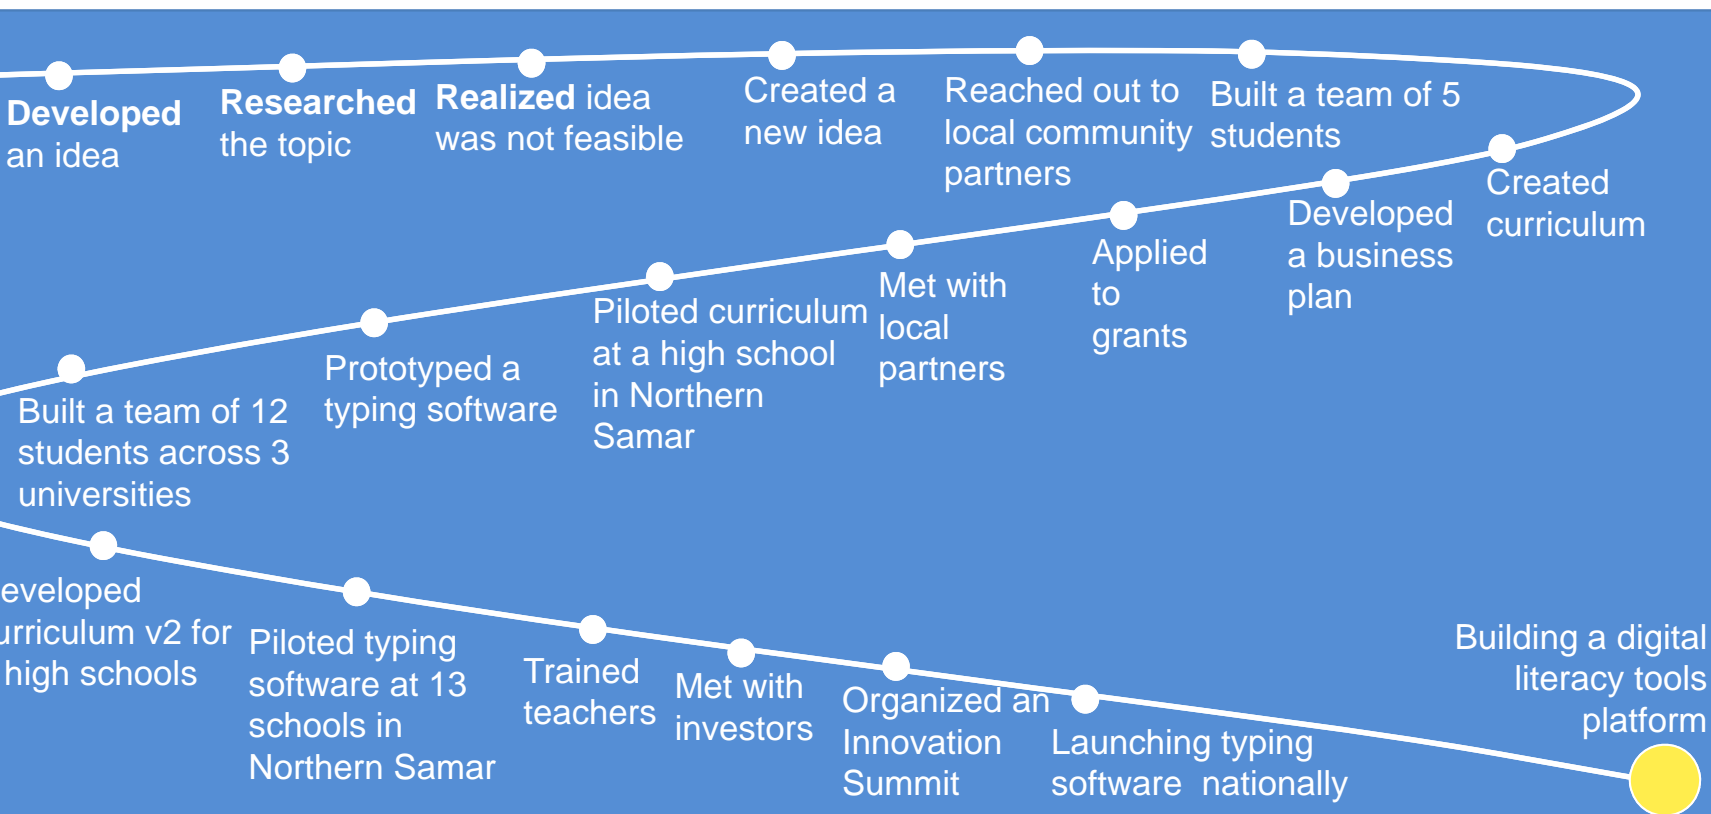 Developed
an idea
Researched
the topic
Realized idea
was not feasible
Created a
new idea
Reached out to
local community
partners
Built a team of 5
students
Created
curriculum
Developed
a business
plan
Applied
to
grants
Met with
local
partners
Piloted curriculum
at a high school
in Northern
Samar
Prototyped a
typing software
Built a team of 12
students across 3
universities
eveloped
urriculum v2 for
high schools
Piloted typing
software at 13
schools in
Northern Samar
Trained
teachers
Met with
investors
Organized an
Innovation
Summit
Launching typing
software  nationally
Building a digital
literacy tools
platform